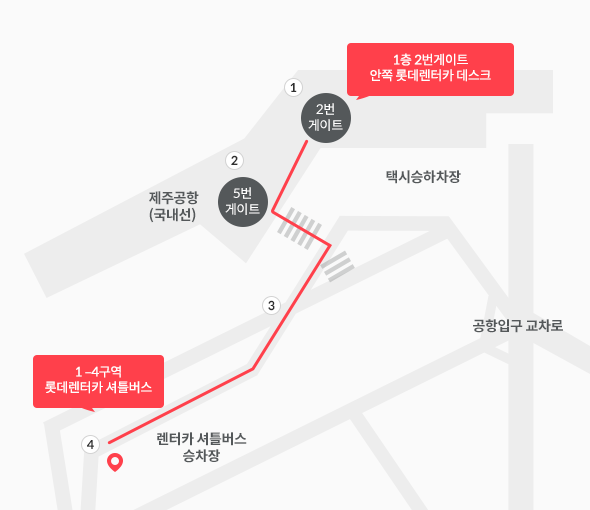 1층 2번게이트
안쪽 롯데렌터카 데스크
1
2번
게이트
2
5번
게이트
택시승하차장
제주공항
(국내선)
3
공항입구 교차로
1 –4구역
롯데렌터카 셔틀버스
4
렌터카 셔틀버스
승차장